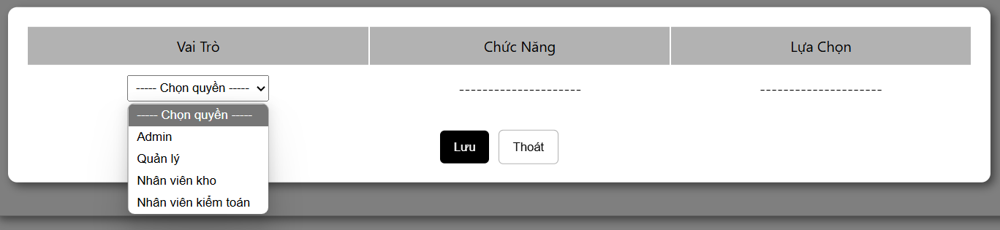 Vai Trò Chức Năng Lựa Chọn
----- Chọn quyền ----- --------------------- ---------------------
----- Chọn quyền -----
Admin
Quản lý
Lưu Thoát
Nhân viên kho
Nhân viên kiểm toán